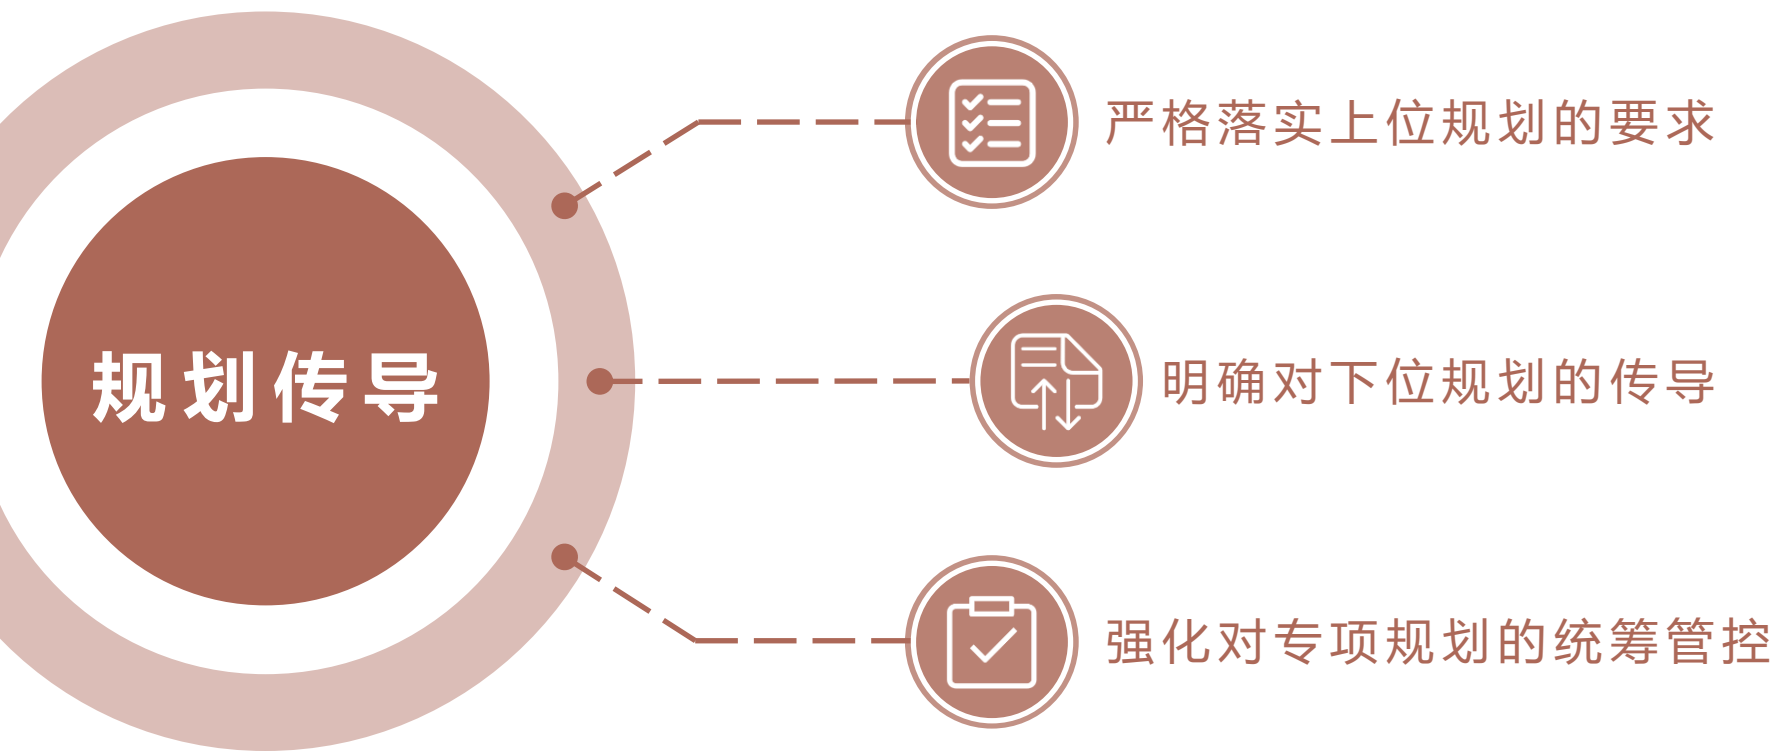 规划传导
严格落实上位规划的要求
明确对下位规划的传导
强化对专项规划的统筹管控